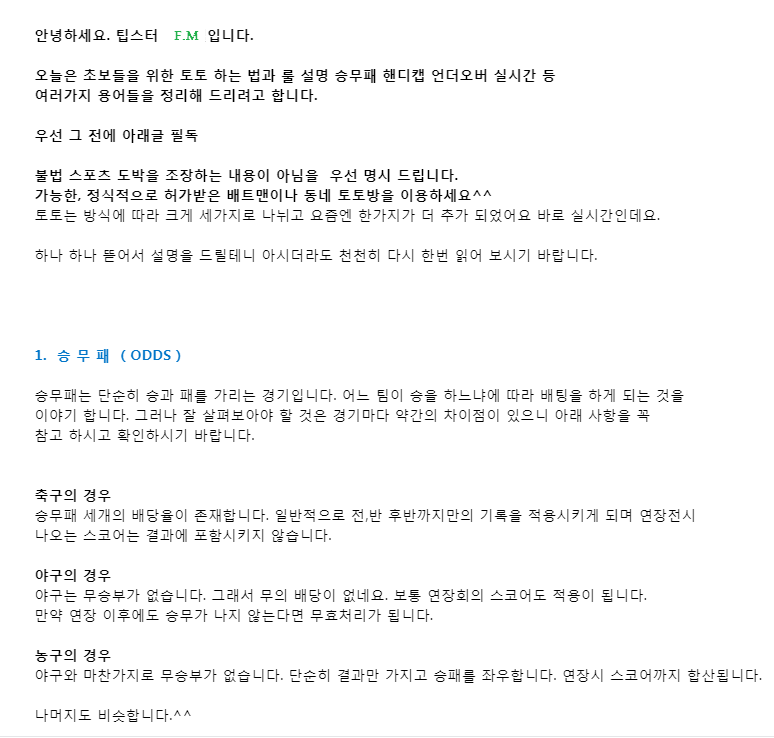 안녕하세요. 팁스터 F.M 입니다.
오늘은 초보들을 위한 토토 하는 법과 룰 설명 승무패 핸디캡 언더오버 실시간 등
여러가지 용어들을 정리해 드리려고 합니다.
우선 그 전에 아래글 필독
불법 스포츠 도박을 조장하는 내용이 아님을 우선 명시 드립니다.
가능한, 정식적으로 허가받은 배트맨이나 동네 토토방을 이용하세요^^
토토는 방식에 따라 크게 세가지로 나뉘고 요즘엔 한가지가 더 추가 되었어요 바로 실시간인데요.
하나 하나 뜯어서 설명을 드릴테니 아시더라도 천천히 다시 한번 읽어 보시기 바랍니다.
1. 승 무 패 ( ODDS )
승무패는 단순히 승과 패를 가리는 경기입니다. 어느 팀이 승을 하느냐에 따라 배팅을 하게 되는 것을
이야기 합니다. 그러나 잘 살펴보아야 할 것은 경기마다 약간의 차이점이 있으니 아래 사항을 꼭
참고 하시고 확인하시기 바랍니다.
축구의 경우
승무패 세개의 배당율이 존재합니다. 일반적으로 전,반 후반까지만의 기록을 적용시키게 되며 연장전시
나오는 스코어는 결과에 포함시키지 않습니다.
야구의 경우
야구는 무승부가 없습니다. 그래서 무의 배당이 없네요. 보통 연장회의 스코어도 적용이 됩니다.
만약 연장 이후에도 승무가 나지 않는다면 무효처리가 됩니다.
농구의 경우
야구와 마찬가지로 무승부가 없습니다. 단순히 결과만 가지고 승패를 좌우합니다. 연장시 스코어까지 합산됩니다.
나머지도 비슷합니다.^^